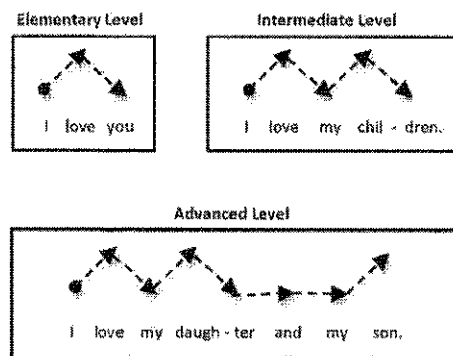 Elementary Level
I love you
Intermediate Level
I love my chil - dren.
Advanced Level
I love my daugh - ter and my son.